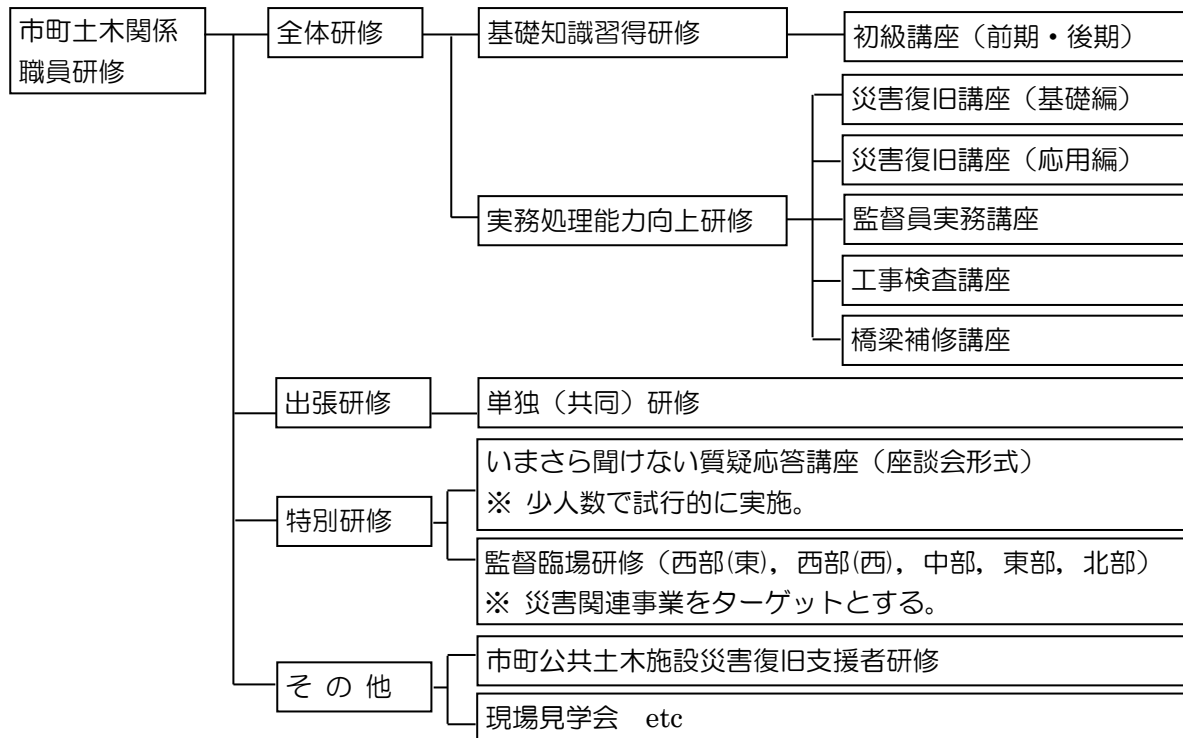 市町土木関係
職員研修
全体研修
基礎知識習得研修
初級講座（前期・後期）
災害復旧講座（基礎編）
災害復旧講座（応用編）
実務処理能力向上研修
監督員実務講座
工事検査講座
橋梁補修講座
出張研修
単独（共同）研修
いまさら聞けない質疑応答講座（座談会形式）
※ 少人数で試行的に実施。
特別研修
監督臨場研修（西部(東)，西部(西)，中部，東部，北部）
※ 災害関連事業をターゲットとする。
そ の 他
市町公共土木施設災害復旧支援者研修
現場見学会　etc